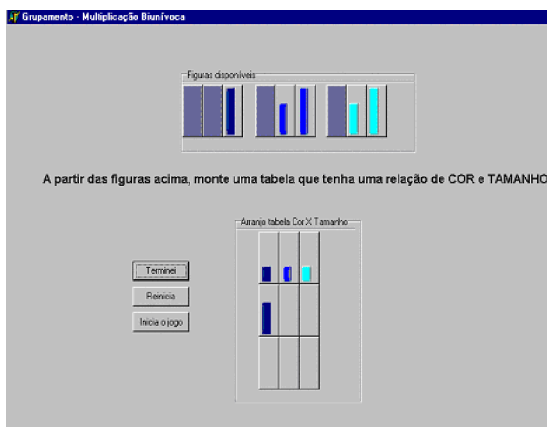 Grupamento - Multiplicação Biunívoca
Figuras disponíveis
A partir das figuras acima, monte uma tabela que tenha uma relação de COR e TAMANHO
Arranjo tabela Cor X Tamanho
Terminei
Reinicia
Inicia o jogo